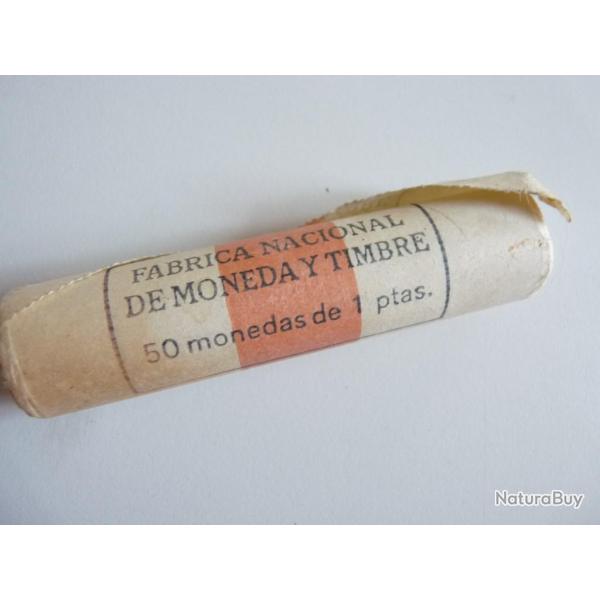 FABRICA NACIONAL
DE MONEDA Y TIMBRE
50 monedas de 1 ptas.
NaturaBuy